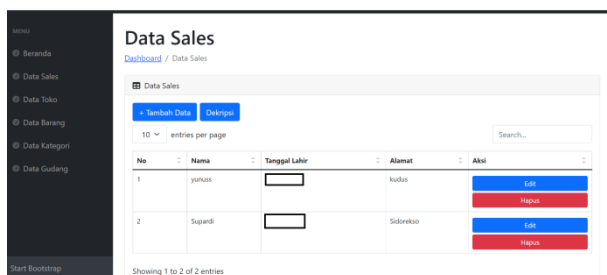 MENU
Beranda
Data Sales
Data Toko
Data Barang
Data Kategori
Data Gudang
Start Bootstrap
Data Sales
Dashboard / Data Sales
Data Sales
+ Tambah Data Dekripsi
10 entries per page Search...
No Nama Tanggal Lahir Alamat Aksi
1 yunuss kudus Edit
Hapus
2 Supardi Sidorekso Edit
Hapus
Showing 1 to 2 of 2 entries